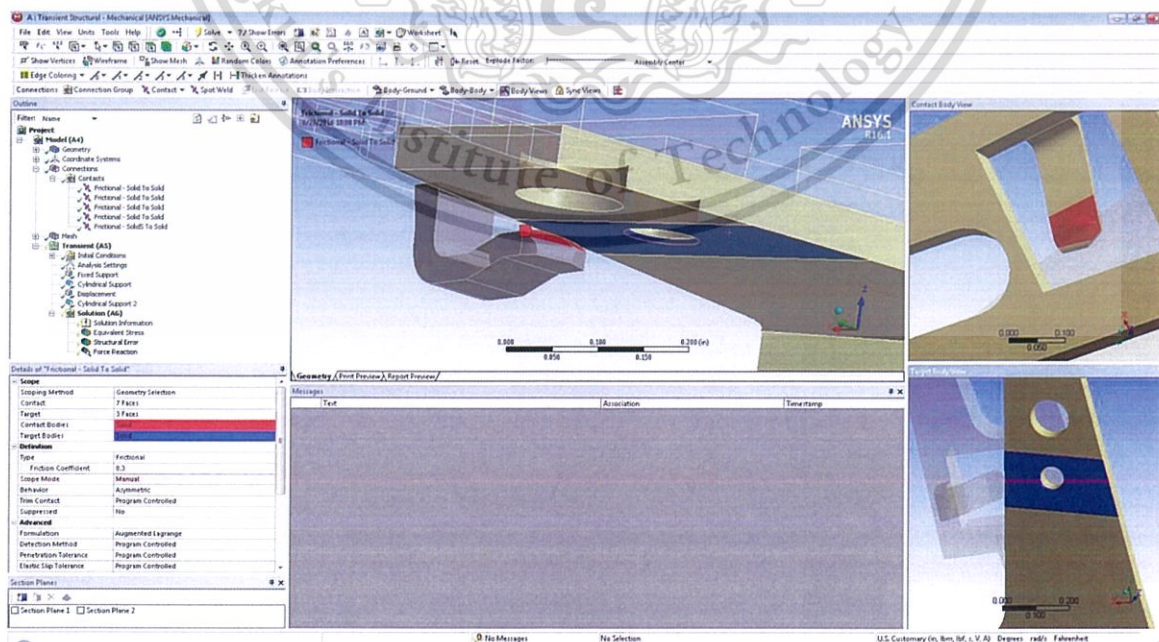 A : Transient Structural - Mechanical [ANSYS Mechanical]
File Edit View Units Tools Help Solve ?/Show Errors Worksheet
Show Vertices Wireframe Show Mesh Random Colors Annotation Preferences Reset Explode Factor: Assembly Center
Edge Coloring Thicken Annotations
Connections Connection Group Contact Spot Weld Body-Ground Body-Body Body Views Sync Views
Outline
Filter: Name
Project
Model (A4)
Geometry
Coordinate Systems
Connections
Contacts
Frictional - Solid To Solid
Frictional - Solid To Solid
Frictional - Solid To Solid
Frictional - Solid To Solid
Frictional - Solid5 To Solid
Mesh
Transient (A5)
Initial Conditions
Analysis Settings
Fixed Support
Cylindrical Support
Displacement
Cylindrical Support 2
Solution (A6)
Solution Information
Equivalent Stress
Structural Error
Force Reaction
Details of "Frictional - Solid To Solid"
Scope
Scoping Method Geometry Selection
Contact 7 Faces
Target 3 Faces
Contact Bodies Solid
Target Bodies Solid
Definition
Type Frictional
Friction Coefficient 0.3
Scope Mode Manual
Behavior Asymmetric
Trim Contact Program Controlled
Suppressed No
Advanced
Formulation Augmented Lagrange
Detection Method Program Controlled
Penetration Tolerance Program Controlled
Elastic Slip Tolerance Program Controlled
Section Planes
Section Plane 1 Section Plane 2
Frictional - Solid To Solid
Frictional - Solid To Solid
ANSYS
R16.1
stitute of Technology
0.000 0.100 0.200 (in)
0.050 0.150
Geometry Print Preview Report Preview
Messages
Text Association Timestamp
Contact Body View
0.000 0.100
0.050
Target Body View
0.000 0.200
0.100
No Messages No Selection U.S. Customary (in, lbm, lbf, s, V, A) Degrees rad/s Fahrenheit